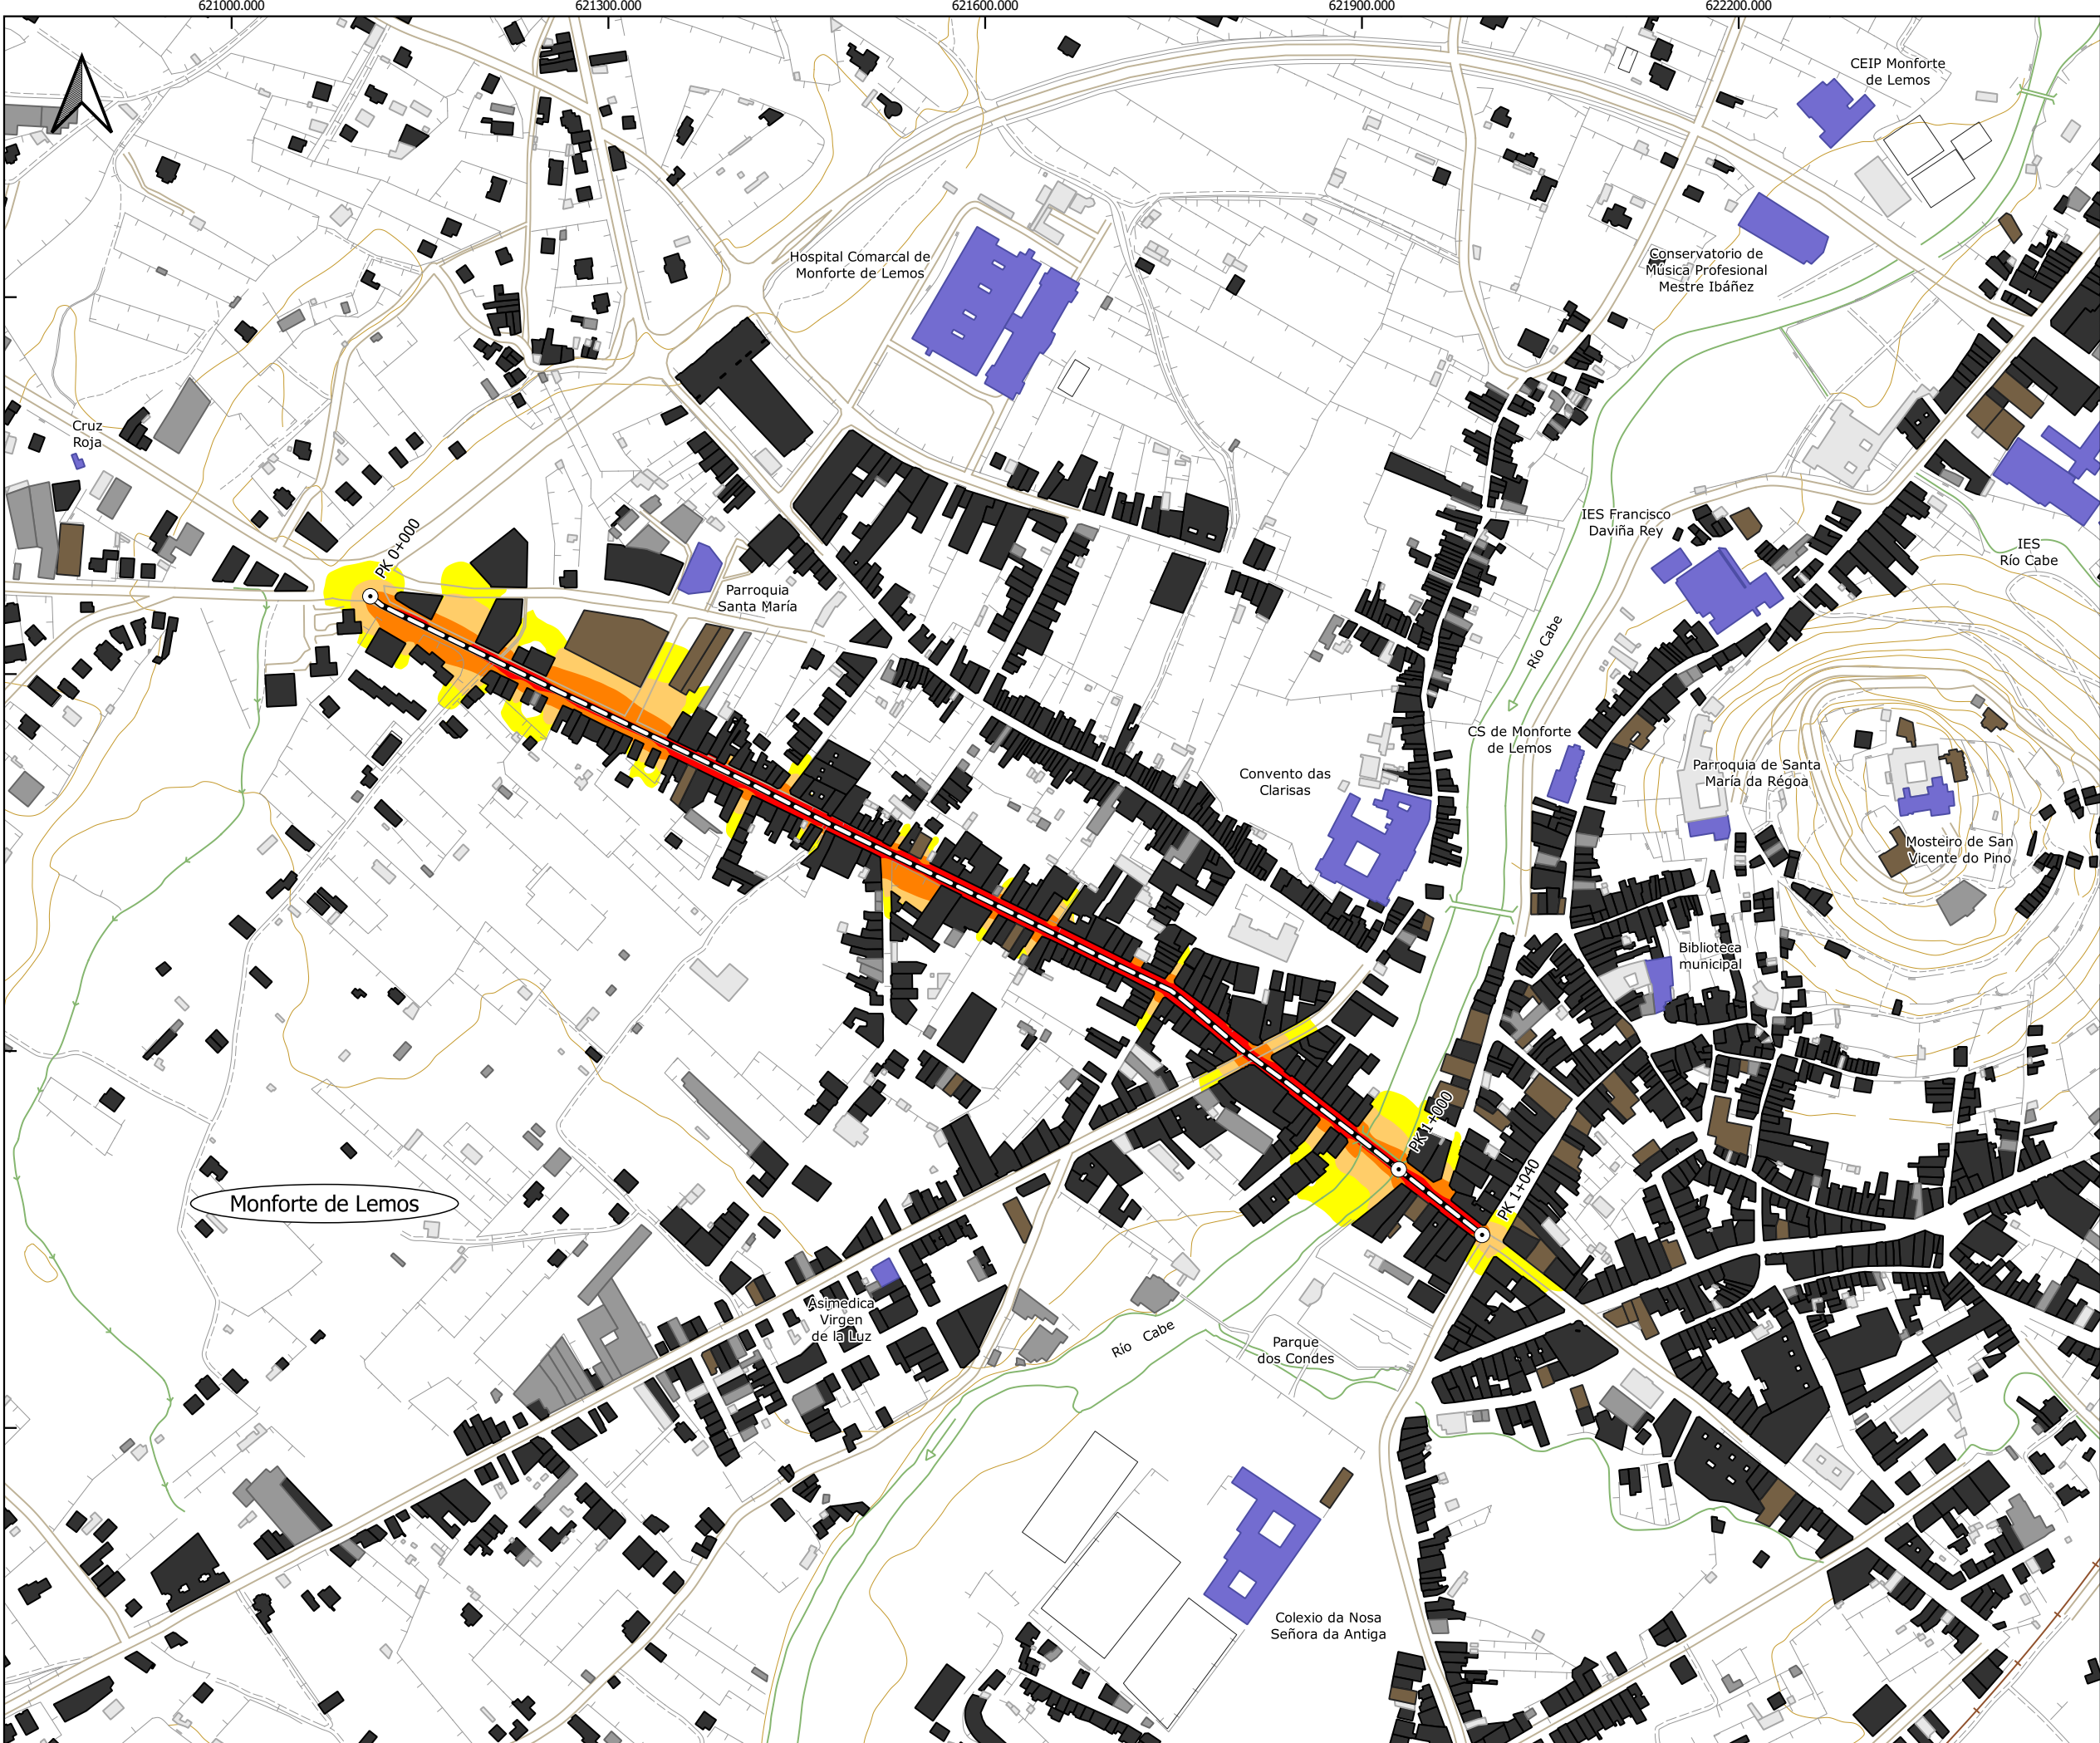 621000.000
621300.000
621600.000
621900.000
622200.000
CEIP Monforte
de Lemos
Hospital Comarcal de
Monforte de Lemos
Conservatorio de
Música Profesional
Mestre Ibáñez
Cruz
Roja
PK 0+000
IES Francisco
Daviña Rey
IES
Río Cabe
Parroquia
Santa María
Río Cabe
CS de Monforte
de Lemos
Parroquia de Santa
María da Régoa
Convento das
Clarisas
Mosteiro de San
Vicente do Pino
Biblioteca
municipal
PK 1+000
PK 1+040
Monforte de Lemos
Asimedica
Virgen
de la Luz
Río Cabe
Parque
dos Condes
Colexio da Nosa
Señora da Antiga